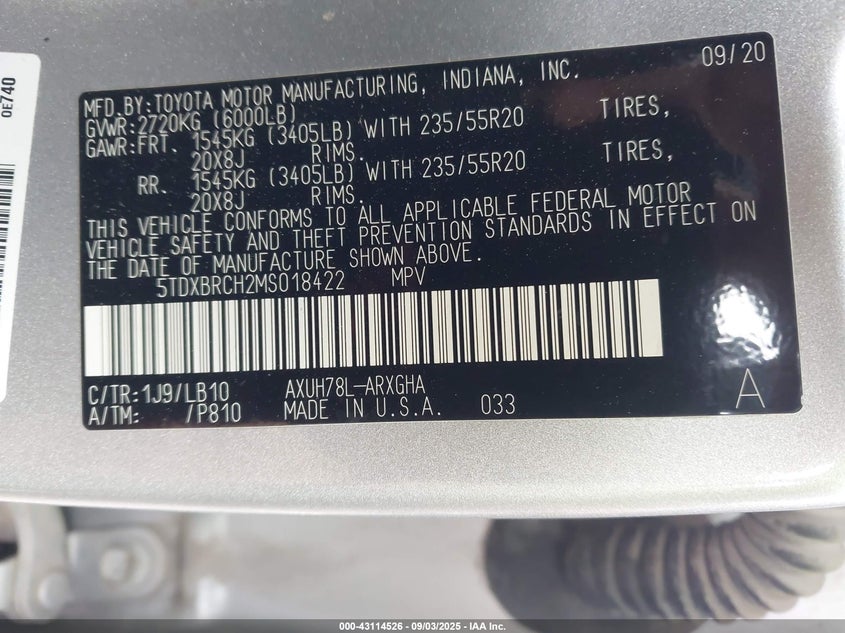 0E740
09/20
MFD.BY:TOYOTA MOTOR MANUFACTURING, INDIANA, INC.
GVWR:2720KG (6000LB)
GAWR:FRT. 1545KG (3405LB) WITH 235/55R20 TIRES,
20X8J RIMS.
RR. 1545KG (3405LB) WITH 235/55R20 TIRES,
20X8J RIMS.
THIS VEHICLE CONFORMS TO ALL APPLICABLE FEDERAL MOTOR
VEHICLE SAFETY AND THEFT PREVENTION STANDARDS IN EFFECT ON
THE DATE OF MANUFACTURE SHOWN ABOVE.
5TDXBRCH2MS018422 MPV
C/TR:1J9/LB10 AXUH78L-ARXGHA
A/TM: /P810 MADE IN U.S.A. 033 A
000-43114526 - 09/03/2025 - IAA Inc.